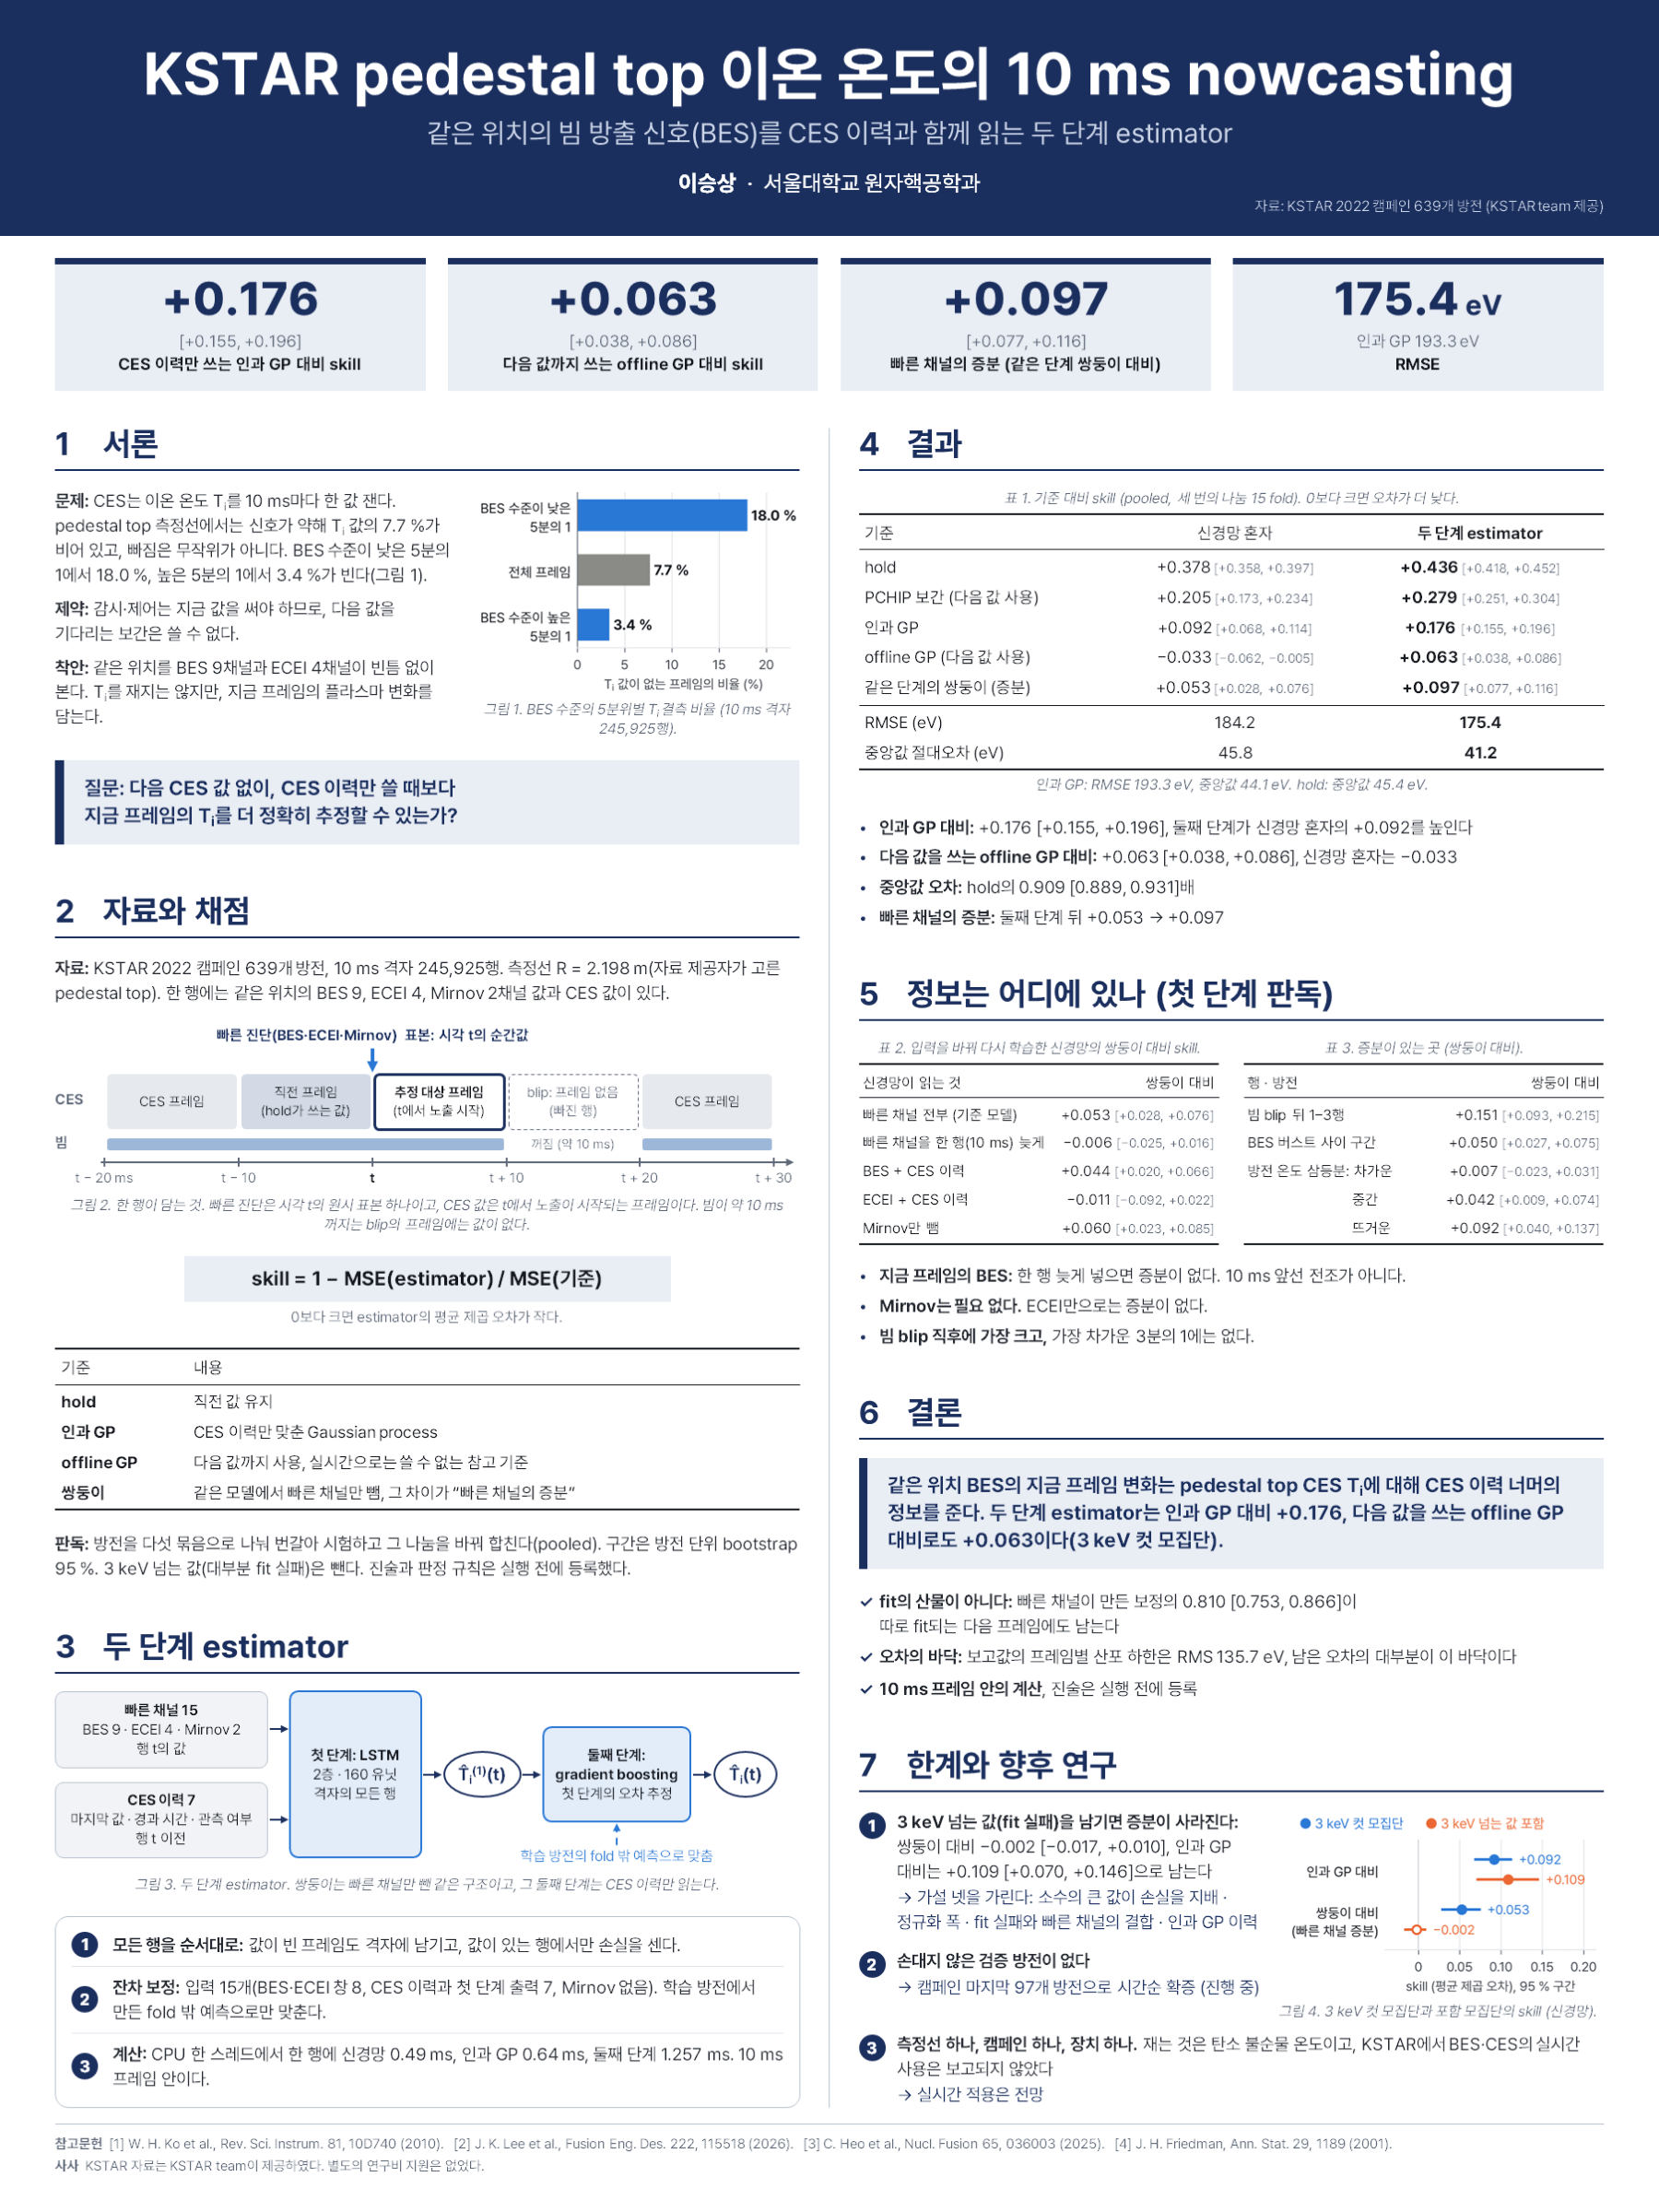 KSTAR pedestal top 이온 온도의 10 ms nowcasting
같은 위치의 빔 방출 신호(BES)를 CES 이력과 함께 읽는 두 단계 estimator
이승상 · 서울대학교 원자핵공학과
자료: KSTAR 2022 캠페인 639개 방전 (KSTAR team 제공)
+0.176
[+0.155, +0.196]
CES 이력만 쓰는 인과 GP 대비 skill
+0.063
[+0.038, +0.086]
다음 값까지 쓰는 offline GP 대비 skill
+0.097
[+0.077, +0.116]
빠른 채널의 증분 (같은 단계 쌍둥이 대비)
175.4 eV
인과 GP 193.3 eV
RMSE
1 서론
문제: CES는 이온 온도 Tᵢ를 10 ms마다 한 값 잰다.
pedestal top 측정선에서는 신호가 약해 Tᵢ 값의 7.7 %가
비어 있고, 빠짐은 무작위가 아니다. BES 수준이 낮은 5분의
1에서 18.0 %, 높은 5분의 1에서 3.4 %가 빈다(그림 1).
제약: 감시·제어는 지금 값을 써야 하므로, 다음 값을
기다리는 보간은 쓸 수 없다.
착안: 같은 위치를 BES 9채널과 ECEI 4채널이 빈틈 없이
본다. Tᵢ를 재지는 않지만, 지금 프레임의 플라스마 변화를
담는다.
BES 수준이 낮은
5분의 1
18.0 %
전체 프레임
7.7 %
BES 수준이 높은
5분의 1
3.4 %
0 5 10 15 20
Tᵢ 값이 없는 프레임의 비율 (%)
그림 1. BES 수준의 5분위별 Tᵢ 결측 비율 (10 ms 격자
245,925행).
질문: 다음 CES 값 없이, CES 이력만 쓸 때보다
지금 프레임의 Tᵢ를 더 정확히 추정할 수 있는가?
2 자료와 채점
자료: KSTAR 2022 캠페인 639개 방전, 10 ms 격자 245,925행. 측정선 R = 2.198 m(자료 제공자가 고른
pedestal top). 한 행에는 같은 위치의 BES 9, ECEI 4, Mirnov 2채널 값과 CES 값이 있다.
빠른 진단(BES·ECEI·Mirnov) 표본: 시각 t의 순간값
CES
CES 프레임
직전 프레임
(hold가 쓰는 값)
추정 대상 프레임
(t에서 노출 시작)
blip: 프레임 없음
(빠진 행)
CES 프레임
빔
꺼짐 (약 10 ms)
t − 20 ms t − 10 t t + 10 t + 20 t + 30
그림 2. 한 행이 담는 것. 빠른 진단은 시각 t의 원시 표본 하나이고, CES 값은 t에서 노출이 시작되는 프레임이다. 빔이 약 10 ms
꺼지는 blip의 프레임에는 값이 없다.
skill = 1 − MSE(estimator) / MSE(기준)
0보다 크면 estimator의 평균 제곱 오차가 작다.
기준 내용
hold 직전 값 유지
인과 GP CES 이력만 맞춘 Gaussian process
offline GP 다음 값까지 사용, 실시간으로는 쓸 수 없는 참고 기준
쌍둥이 같은 모델에서 빠른 채널만 뺌, 그 차이가 “빠른 채널의 증분”
판독: 방전을 다섯 묶음으로 나눠 번갈아 시험하고 그 나눔을 바꿔 합친다(pooled). 구간은 방전 단위 bootstrap
95 %. 3 keV 넘는 값(대부분 fit 실패)은 뺀다. 진술과 판정 규칙은 실행 전에 등록했다.
3 두 단계 estimator
빠른 채널 15
BES 9 · ECEI 4 · Mirnov 2
행 t의 값
CES 이력 7
마지막 값 · 경과 시간 · 관측 여부
행 t 이전
첫 단계: LSTM
2층 · 160 유닛
격자의 모든 행
T̂ᵢ⁽¹⁾(t)
둘째 단계:
gradient boosting
첫 단계의 오차 추정
T̂ᵢ(t)
학습 방전의 fold 밖 예측으로 맞춤
그림 3. 두 단계 estimator. 쌍둥이는 빠른 채널만 뺀 같은 구조이고, 그 둘째 단계는 CES 이력만 읽는다.
1 모든 행을 순서대로: 값이 빈 프레임도 격자에 남기고, 값이 있는 행에서만 손실을 센다.
2 잔차 보정: 입력 15개(BES·ECEI 창 8, CES 이력과 첫 단계 출력 7, Mirnov 없음). 학습 방전에서
만든 fold 밖 예측으로만 맞춘다.
3 계산: CPU 한 스레드에서 한 행에 신경망 0.49 ms, 인과 GP 0.64 ms, 둘째 단계 1.257 ms. 10 ms
프레임 안이다.
4 결과
표 1. 기준 대비 skill (pooled, 세 번의 나눔 15 fold). 0보다 크면 오차가 더 낮다.
기준 신경망 혼자 두 단계 estimator
hold +0.378 [+0.358, +0.397] +0.436 [+0.418, +0.452]
PCHIP 보간 (다음 값 사용) +0.205 [+0.173, +0.234] +0.279 [+0.251, +0.304]
인과 GP +0.092 [+0.068, +0.114] +0.176 [+0.155, +0.196]
offline GP (다음 값 사용) −0.033 [−0.062, −0.005] +0.063 [+0.038, +0.086]
같은 단계의 쌍둥이 (증분) +0.053 [+0.028, +0.076] +0.097 [+0.077, +0.116]
RMSE (eV) 184.2 175.4
중앙값 절대오차 (eV) 45.8 41.2
인과 GP: RMSE 193.3 eV, 중앙값 44.1 eV. hold: 중앙값 45.4 eV.
• 인과 GP 대비: +0.176 [+0.155, +0.196], 둘째 단계가 신경망 혼자의 +0.092를 높인다
• 다음 값을 쓰는 offline GP 대비: +0.063 [+0.038, +0.086], 신경망 혼자는 −0.033
• 중앙값 오차: hold의 0.909 [0.889, 0.931]배
• 빠른 채널의 증분: 둘째 단계 뒤 +0.053 → +0.097
5 정보는 어디에 있나 (첫 단계 판독)
표 2. 입력을 바꿔 다시 학습한 신경망의 쌍둥이 대비 skill.
신경망이 읽는 것 쌍둥이 대비
빠른 채널 전부 (기준 모델) +0.053 [+0.028, +0.076]
빠른 채널을 한 행(10 ms) 늦게 −0.006 [−0.025, +0.016]
BES + CES 이력 +0.044 [+0.020, +0.066]
ECEI + CES 이력 −0.011 [−0.092, +0.022]
Mirnov만 뺌 +0.060 [+0.023, +0.085]
표 3. 증분이 있는 곳 (쌍둥이 대비).
행 · 방전 쌍둥이 대비
빔 blip 뒤 1–3행 +0.151 [+0.093, +0.215]
BES 버스트 사이 구간 +0.050 [+0.027, +0.075]
방전 온도 삼등분: 차가운 +0.007 [−0.023, +0.031]
중간 +0.042 [+0.009, +0.074]
뜨거운 +0.092 [+0.040, +0.137]
• 지금 프레임의 BES: 한 행 늦게 넣으면 증분이 없다. 10 ms 앞선 전조가 아니다.
• Mirnov는 필요 없다. ECEI만으로는 증분이 없다.
• 빔 blip 직후에 가장 크고, 가장 차가운 3분의 1에는 없다.
6 결론
같은 위치 BES의 지금 프레임 변화는 pedestal top CES Tᵢ에 대해 CES 이력 너머의
정보를 준다. 두 단계 estimator는 인과 GP 대비 +0.176, 다음 값을 쓰는 offline GP
대비로도 +0.063이다(3 keV 컷 모집단).
✓ fit의 산물이 아니다: 빠른 채널이 만든 보정의 0.810 [0.753, 0.866]이
따로 fit되는 다음 프레임에도 남는다
✓ 오차의 바닥: 보고값의 프레임별 산포 하한은 RMS 135.7 eV, 남은 오차의 대부분이 이 바닥이다
✓ 10 ms 프레임 안의 계산, 진술은 실행 전에 등록
7 한계와 향후 연구
1 3 keV 넘는 값(fit 실패)을 남기면 증분이 사라진다:
쌍둥이 대비 −0.002 [−0.017, +0.010], 인과 GP
대비는 +0.109 [+0.070, +0.146]으로 남는다
→ 가설 넷을 가린다: 소수의 큰 값이 손실을 지배 ·
정규화 폭 · fit 실패와 빠른 채널의 결합 · 인과 GP 이력
2 손대지 않은 검증 방전이 없다
→ 캠페인 마지막 97개 방전으로 시간순 확증 (진행 중)
3 keV 컷 모집단 3 keV 넘는 값 포함
인과 GP 대비
+0.092
+0.109
쌍둥이 대비
(빠른 채널 증분)
+0.053
−0.002
0 0.05 0.10 0.15 0.20
skill (평균 제곱 오차), 95 % 구간
그림 4. 3 keV 컷 모집단과 포함 모집단의 skill (신경망).
3 측정선 하나, 캠페인 하나, 장치 하나. 재는 것은 탄소 불순물 온도이고, KSTAR에서 BES·CES의 실시간
사용은 보고되지 않았다
→ 실시간 적용은 전망
참고문헌 [1] W. H. Ko et al., Rev. Sci. Instrum. 81, 10D740 (2010). [2] J. K. Lee et al., Fusion Eng. Des. 222, 115518 (2026). [3] C. Heo et al., Nucl. Fusion 65, 036003 (2025). [4] J. H. Friedman, Ann. Stat. 29, 1189 (2001).
사사 KSTAR 자료는 KSTAR team이 제공하였다. 별도의 연구비 지원은 없었다.